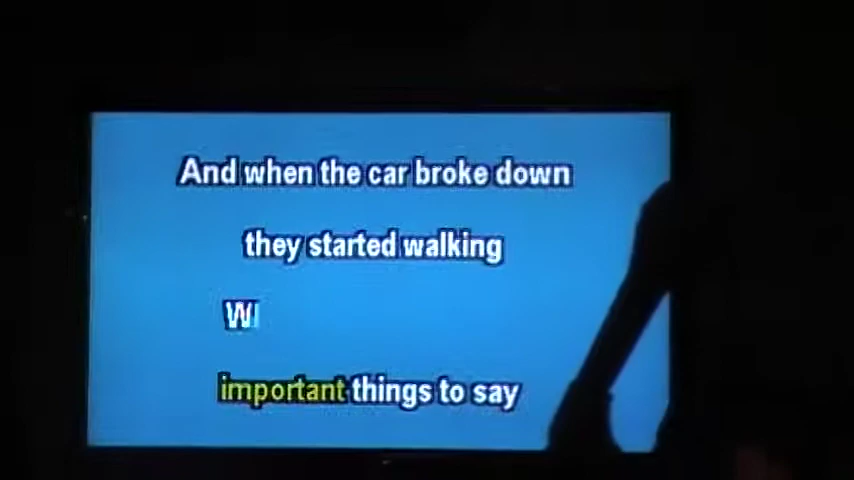 And when the car broke down
they started walking
W
important things to say